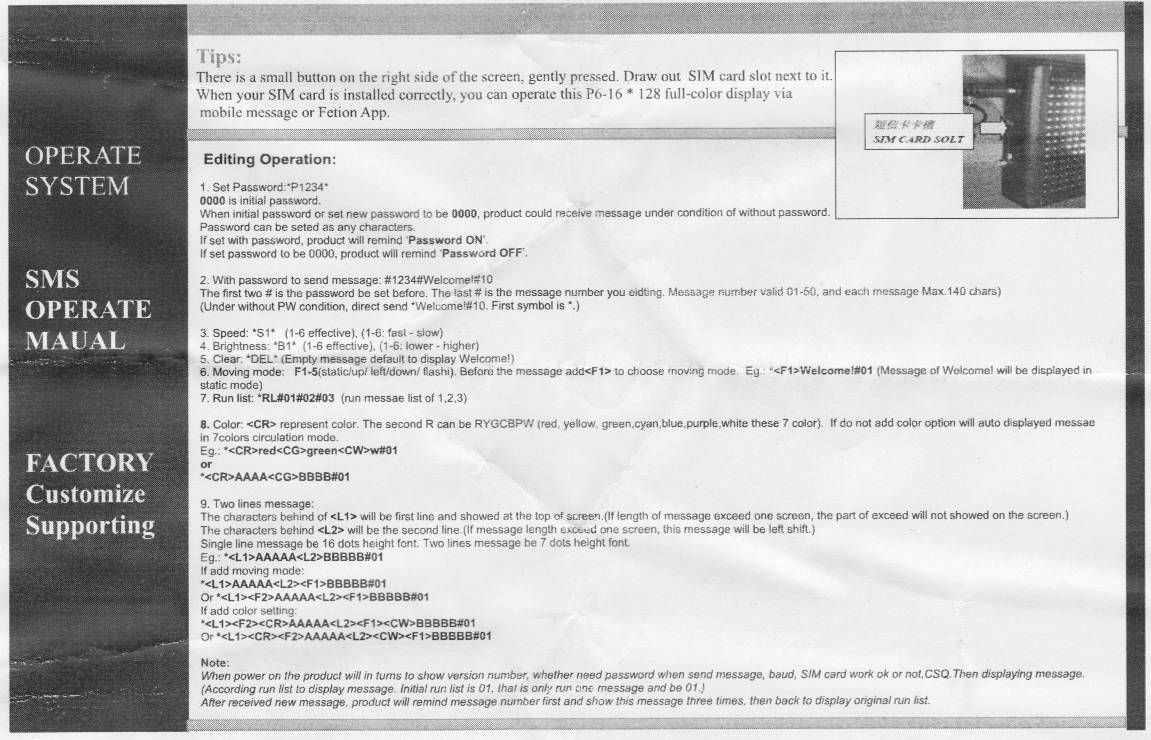 OPERATE
SYSTEM
SMS
OPERATE
MAUAL
FACTORY
Customize
Supporting
Tips:
There is a small button on the right side of the screen, gently pressed. Draw out SIM card slot next to it.
When your SIM card is installed correctly, you can operate this P6-16 * 128 full-color display via
mobile message or Fetion App.
短信卡卡槽
SIM CARD SOLT
Editing Operation:
1. Set Password:*P1234*
0000 is initial password.
When initial password or set new password to be 0000, product could receive message under condition of without password.
Password can be seted as any characters.
If set with password, product will remind 'Password ON'.
If set password to be 0000, product will remind 'Password OFF'.
2. With password to send message: #1234#Welcome!#10
The first two # is the password be set before. The last # is the message number you eidting. Message number valid 01-50, and each message Max.140 chars)
(Under without PW condition, direct send *Welcome!#10. First symbol is *.)
3. Speed: *S1* (1-6 effective), (1-6: fast - slow)
4. Brightness: *B1* (1-6 effective), (1-6: lower - higher)
5. Clear: *DEL* (Empty message default to display Welcome!)
6. Moving mode: F1-5(static/up/ left/down/ flashi). Before the message add<F1> to choose moving mode. Eg.: *<F1>Welcome!#01 (Message of Welcome! will be displayed in
static mode)
7. Run list: *RL#01#02#03 (run messae list of 1,2,3)
8. Color: <CR> represent color. The second R can be RYGCBPW (red, yellow, green,cyan,blue,purple,white these 7 color). If do not add color option will auto displayed messae
in 7colors circulation mode.
Eg.: *<CR>red<CG>green<CW>w#01
or
*<CR>AAAA<CG>BBBB#01
9. Two lines message:
The characters behind of <L1> will be first line and showed at the top of screen.(If length of message exceed one screen, the part of exceed will not showed on the screen.)
The characters behind <L2> will be the second line.(If message length exceed one screen, this message will be left shift.)
Single line message be 16 dots height font. Two lines message be 7 dots height font.
Eg.: *<L1>AAAAA<L2>BBBBB#01
If add moving mode:
*<L1>AAAAA<L2><F1>BBBBB#01
Or *<L1><F2>AAAAA<L2><F1>BBBBB#01
If add color setting:
*<L1><F2><CR>AAAAA<L2><F1><CW>BBBBB#01
Or *<L1><CR><F2>AAAAA<L2><CW><F1>BBBBB#01
Note:
When power on the product will in turns to show version number, whether need password when send message, baud, SIM card work ok or not,CSQ.Then displaying message.
(According run list to display message. Initial run list is 01, that is only run one message and be 01.)
After received new message, product will remind message number first and show this message three times, then back to display original run list.